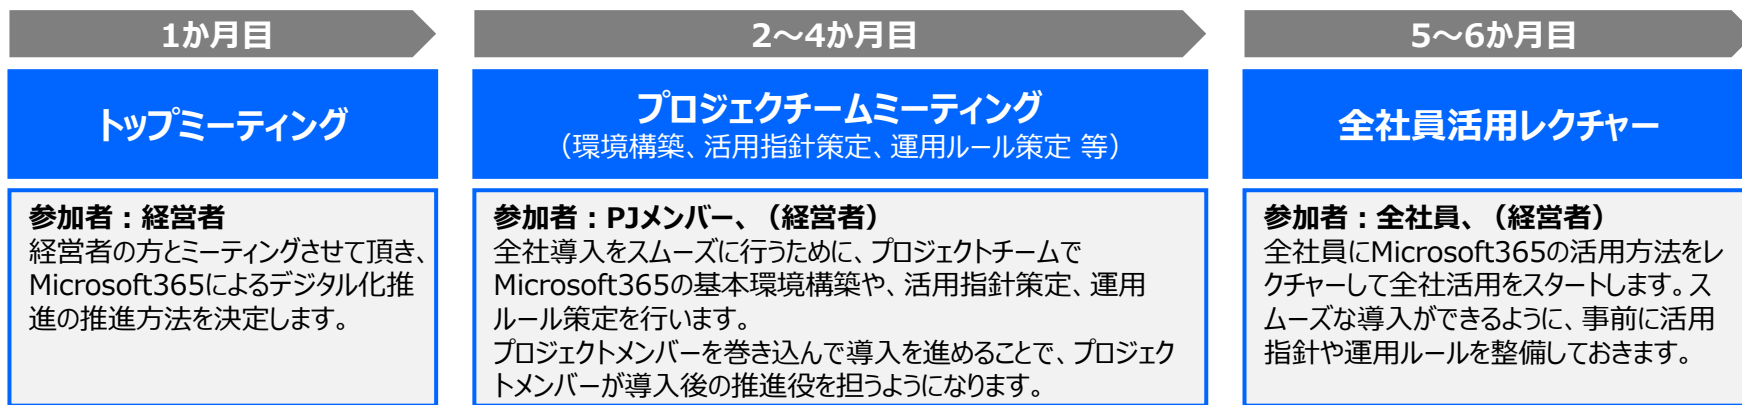 1か月目
トップミーティング
参加者：経営者
経営者の方とミーティングさせて頂き、
Microsoft365によるデジタル化推
進の推進方法を決定します。
2～4か月目
プロジェクチームミーティング
（環境構築、活用指針策定、運用ルール策定 等）
参加者：PJメンバー、（経営者）
全社導入をスムーズに行うために、プロジェクトチームで
Microsoft365の基本環境構築や、活用指針策定、運用
ルール策定を行います。
プロジェクトメンバーを巻き込んで導入を進めることで、プロジェク
トメンバーが導入後の推進役を担うようになります。
5～6か月目
全社員活用レクチャー
参加者：全社員、（経営者）
全社員にMicrosoft365の活用方法をレ
クチャーして全社活用をスタートします。ス
ムーズな導入ができるように、事前に活用
指針や運用ルールを整備しておきます。